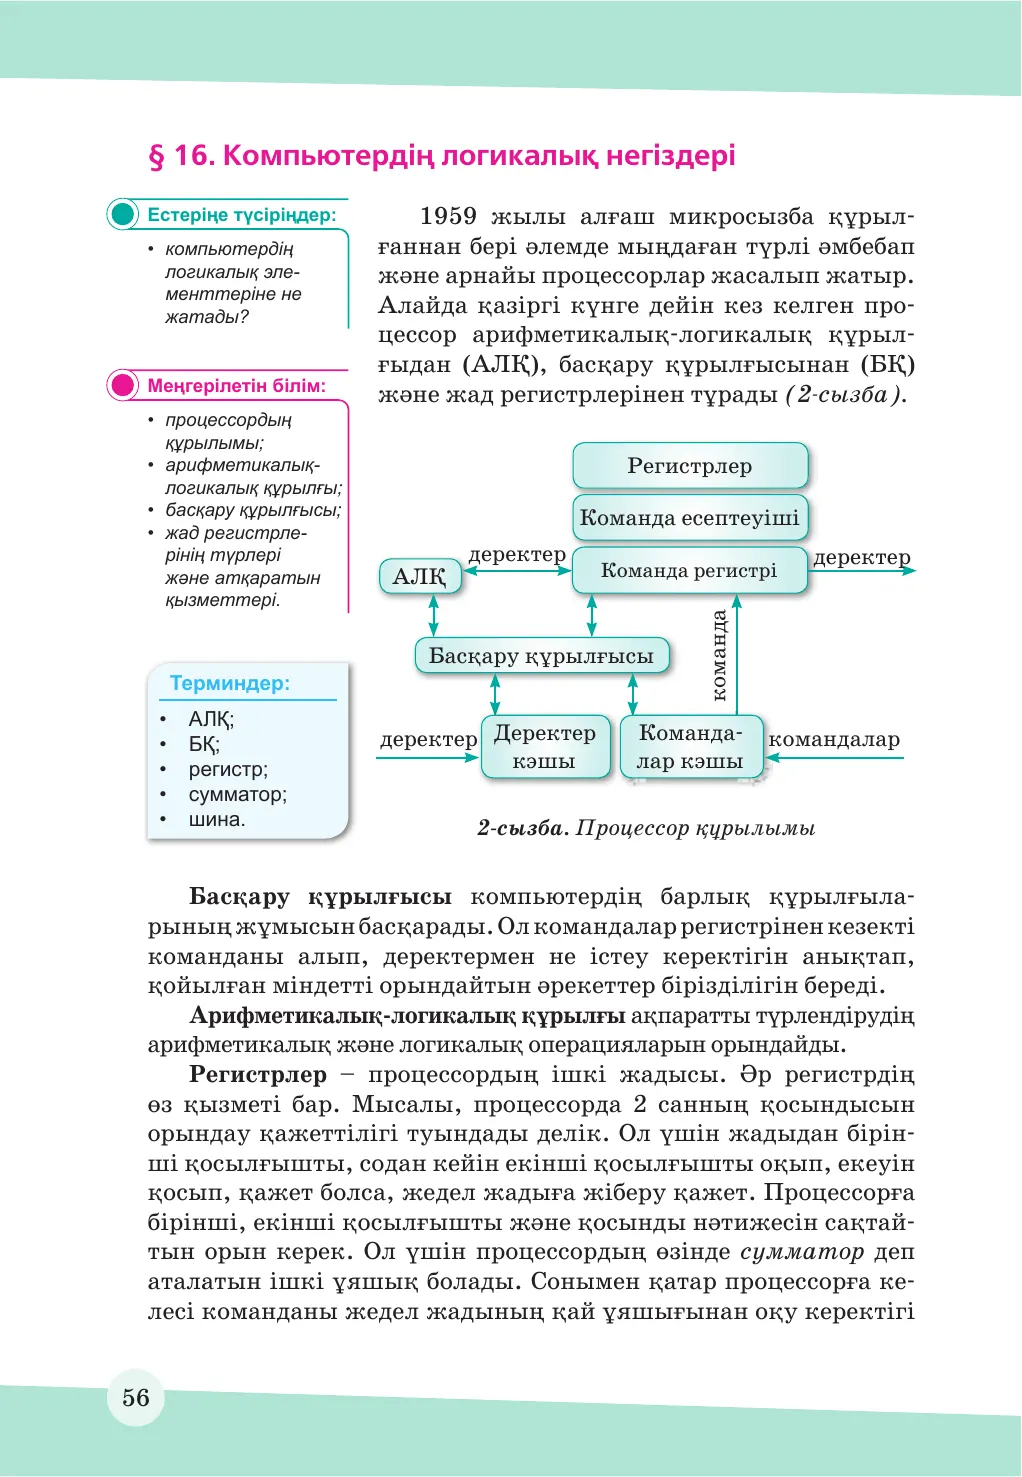 § 16. Компьютердің логикалық негіздері
Естеріңе түсіріңдер:
• компьютердің
логикалық эле-
менттеріне не
жатады?
Меңгерілетін білім:
• процессордың
құрылымы;
• арифметикалық-
логикалық құрылғы;
• басқару құрылғысы;
• жад регистрле-
рінің түрлері
және атқаратын
қызметтері.
Терминдер:
• АЛҚ;
• БҚ;
• регистр;
• сумматор;
• шина.
1959 жылы алғаш микросызба құрыл-
ғаннан бері әлемде мыңдаған түрлі әмбебап
және арнайы процессорлар жасалып жатыр.
Алайда қазіргі күнге дейін кез келген про-
цессор арифметикалық-логикалық құрыл-
ғыдан (АЛҚ), басқару құрылғысынан (БҚ)
және жад регистрлерінен тұрады (2-сызба).
Регистрлер
Команда есептеуіші
деректер
Команда регистрі
деректер
АЛҚ
команда
Басқару құрылғысы
деректер
Деректер
кэшы
Команда-
лар кэшы
командалар
2-сызба. Процессор құрылымы
Басқару құрылғысы компьютердің барлық құрылғыла-
рының жұмысын басқарады. Ол командалар регистрінен кезекті
команданы алып, деректермен не істеу керектігін анықтап,
қойылған міндетті орындайтын әрекеттер бірізділігін береді.
Арифметикалық-логикалық құрылғы ақпаратты түрлендірудің
арифметикалық және логикалық операцияларын орындайды.
Регистрлер – процессордың ішкі жадысы. Әр регистрдің
өз қызметі бар. Мысалы, процессорда 2 санның қосындысын
орындау қажеттілігі туындады делік. Ол үшін жадыдан бірін-
ші қосылғышты, содан кейін екінші қосылғышты оқып, екеуін
қосып, қажет болса, жедел жадыға жіберу қажет. Процессорға
бірінші, екінші қосылғышты және қосынды нәтижесін сақтай-
тын орын керек. Ол үшін процессордың өзінде сумматор деп
аталатын ішкі ұяшық болады. Сонымен қатар процессорға ке-
лесі команданы жедел жадының қай ұяшығынан оқу керектігі
56